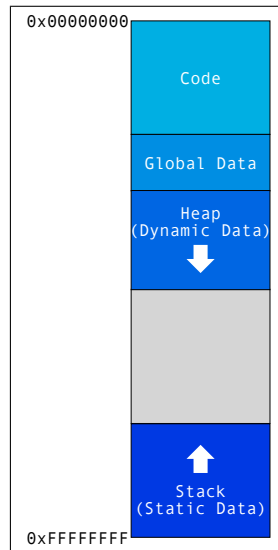 0x00000000
Code
Global Data
Heap
(Dynamic Data)
Stack
(Static Data)
0xFFFFFFFF